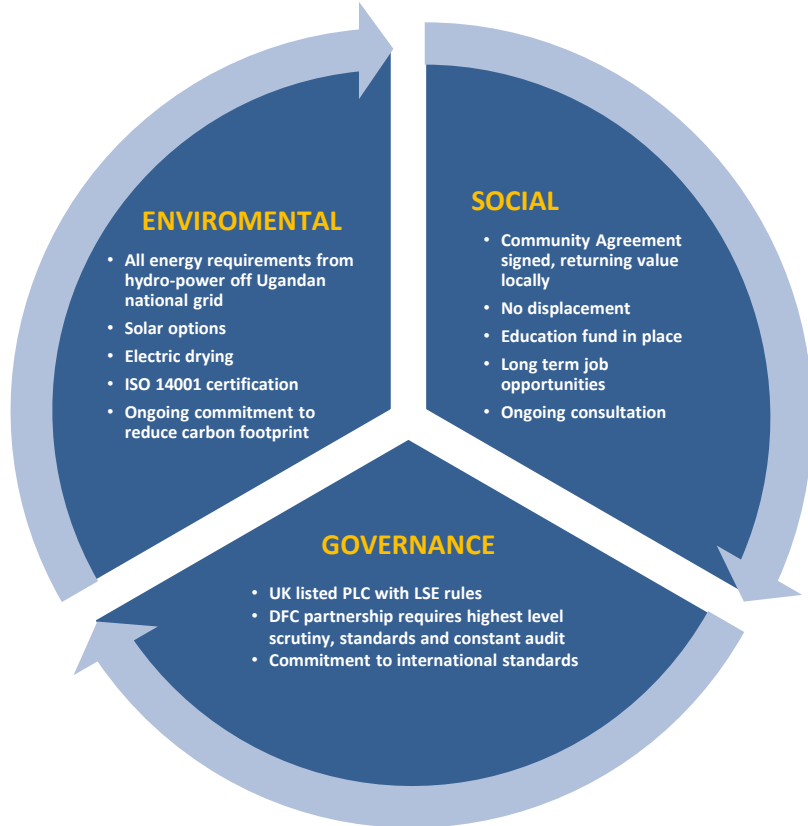 ENVIROMENTAL
• All energy requirements from
hydro-power off Ugandan
national grid
• Solar options
• Electric drying
• ISO 14001 certification
• Ongoing commitment to
reduce carbon footprint
SOCIAL
• Community Agreement
signed, returning value
locally
• No displacement
• Education fund in place
• Long term job
opportunities
• Ongoing consultation
GOVERNANCE
• UK listed PLC with LSE rules
• DFC partnership requires highest level
scrutiny, standards and constant audit
• Commitment to international standards